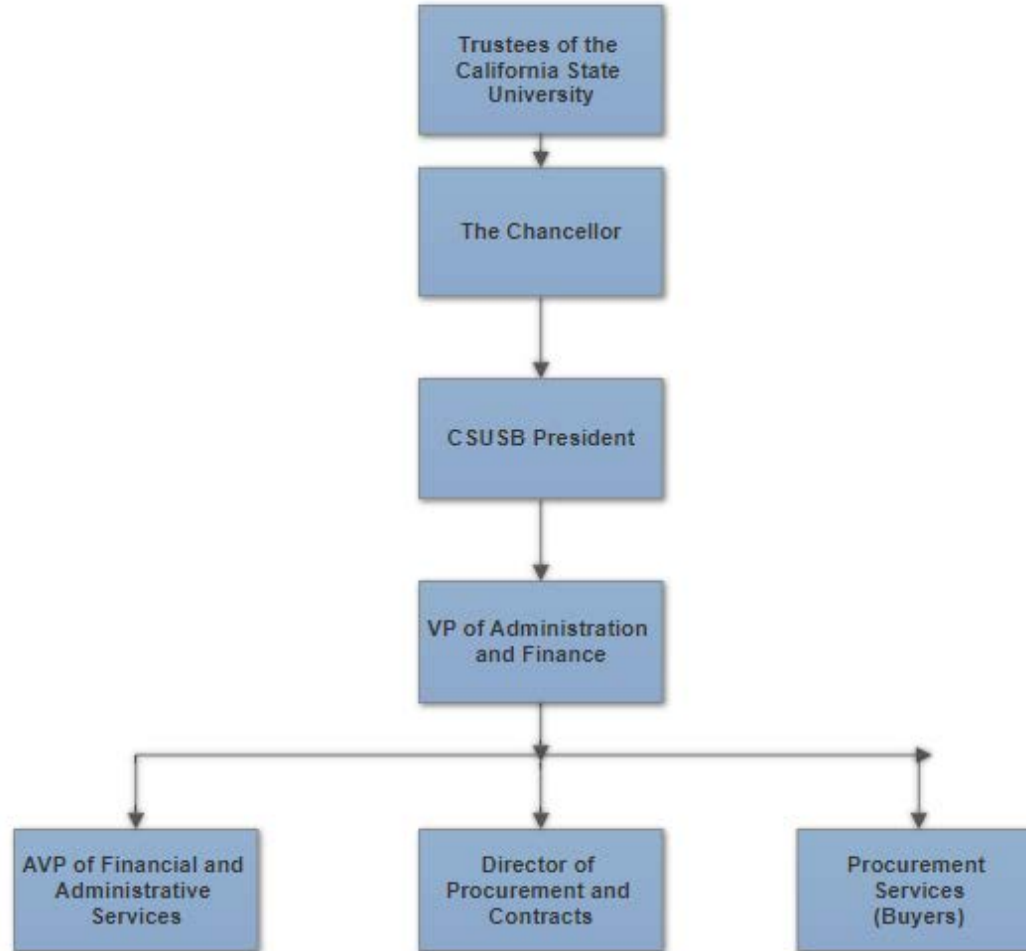 Trustees of the
California State
University
The Chancellor
CSUSB President
VP of Administration
and Finance
AVP of Financial and
Administrative
Services
Director of
Procurement and
Contracts
Procurement
Services
(Buyers)